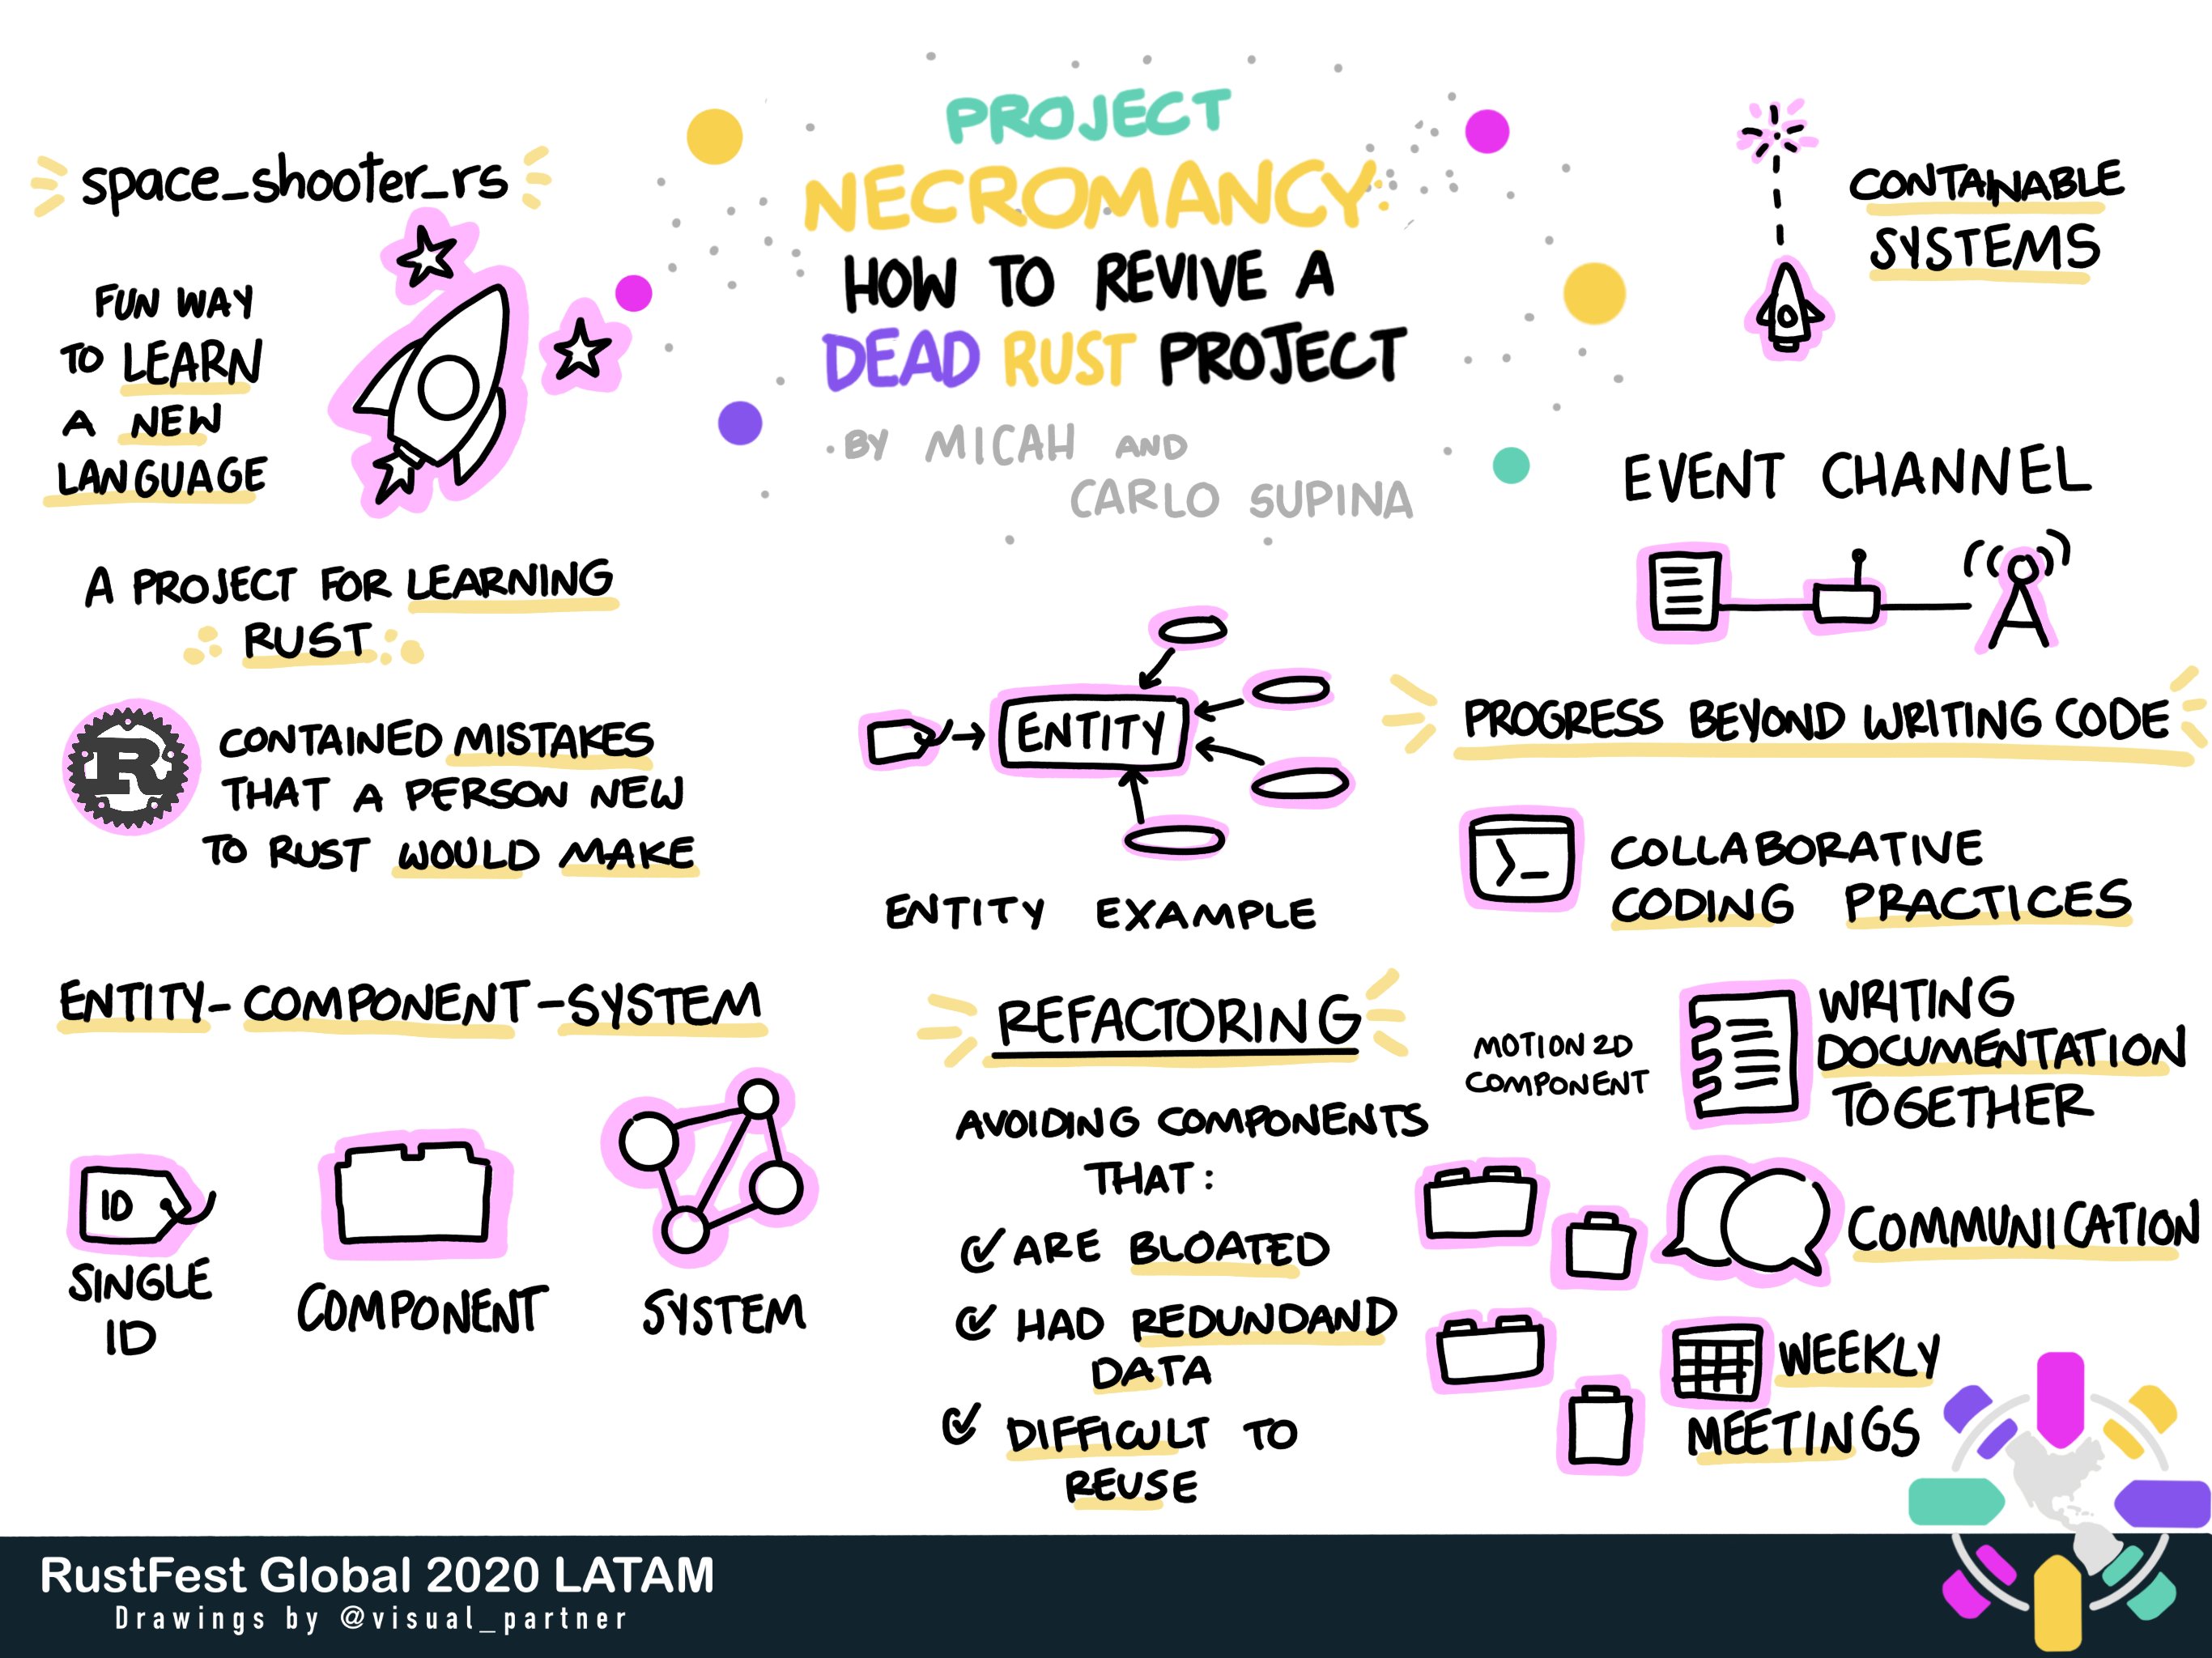 PROJECT
NECROMANCY:
HOW TO REVIVE A
DEAD RUST PROJECT
BY MICAH AND
CARLO SUPINA
space_shooter_rs
FUN WAY
TO LEARN
A NEW
LANGUAGE
A PROJECT FOR LEARNING
RUST
R
CONTAINED MISTAKES
THAT A PERSON NEW
TO RUST WOULD MAKE
ENTITY-COMPONENT-SYSTEM
ID
SINGLE
ID
COMPONENT
SYSTEM
ENTITY
ENTITY EXAMPLE
REFACTORING
AVOIDING COMPONENTS
THAT:
ARE BLOATED
HAD REDUNDAND
DATA
DIFFICULT TO
REUSE
MOTION 2D
COMPONENT
CONTAINABLE
SYSTEMS
EVENT CHANNEL
PROGRESS BEYOND WRITING CODE
>_
COLLABORATIVE
CODING PRACTICES
WRITING
DOCUMENTATION
TOGETHER
COMMUNICATION
WEEKLY
MEETINGS
RustFest Global 2020 LATAM
Drawings by @visual_partner